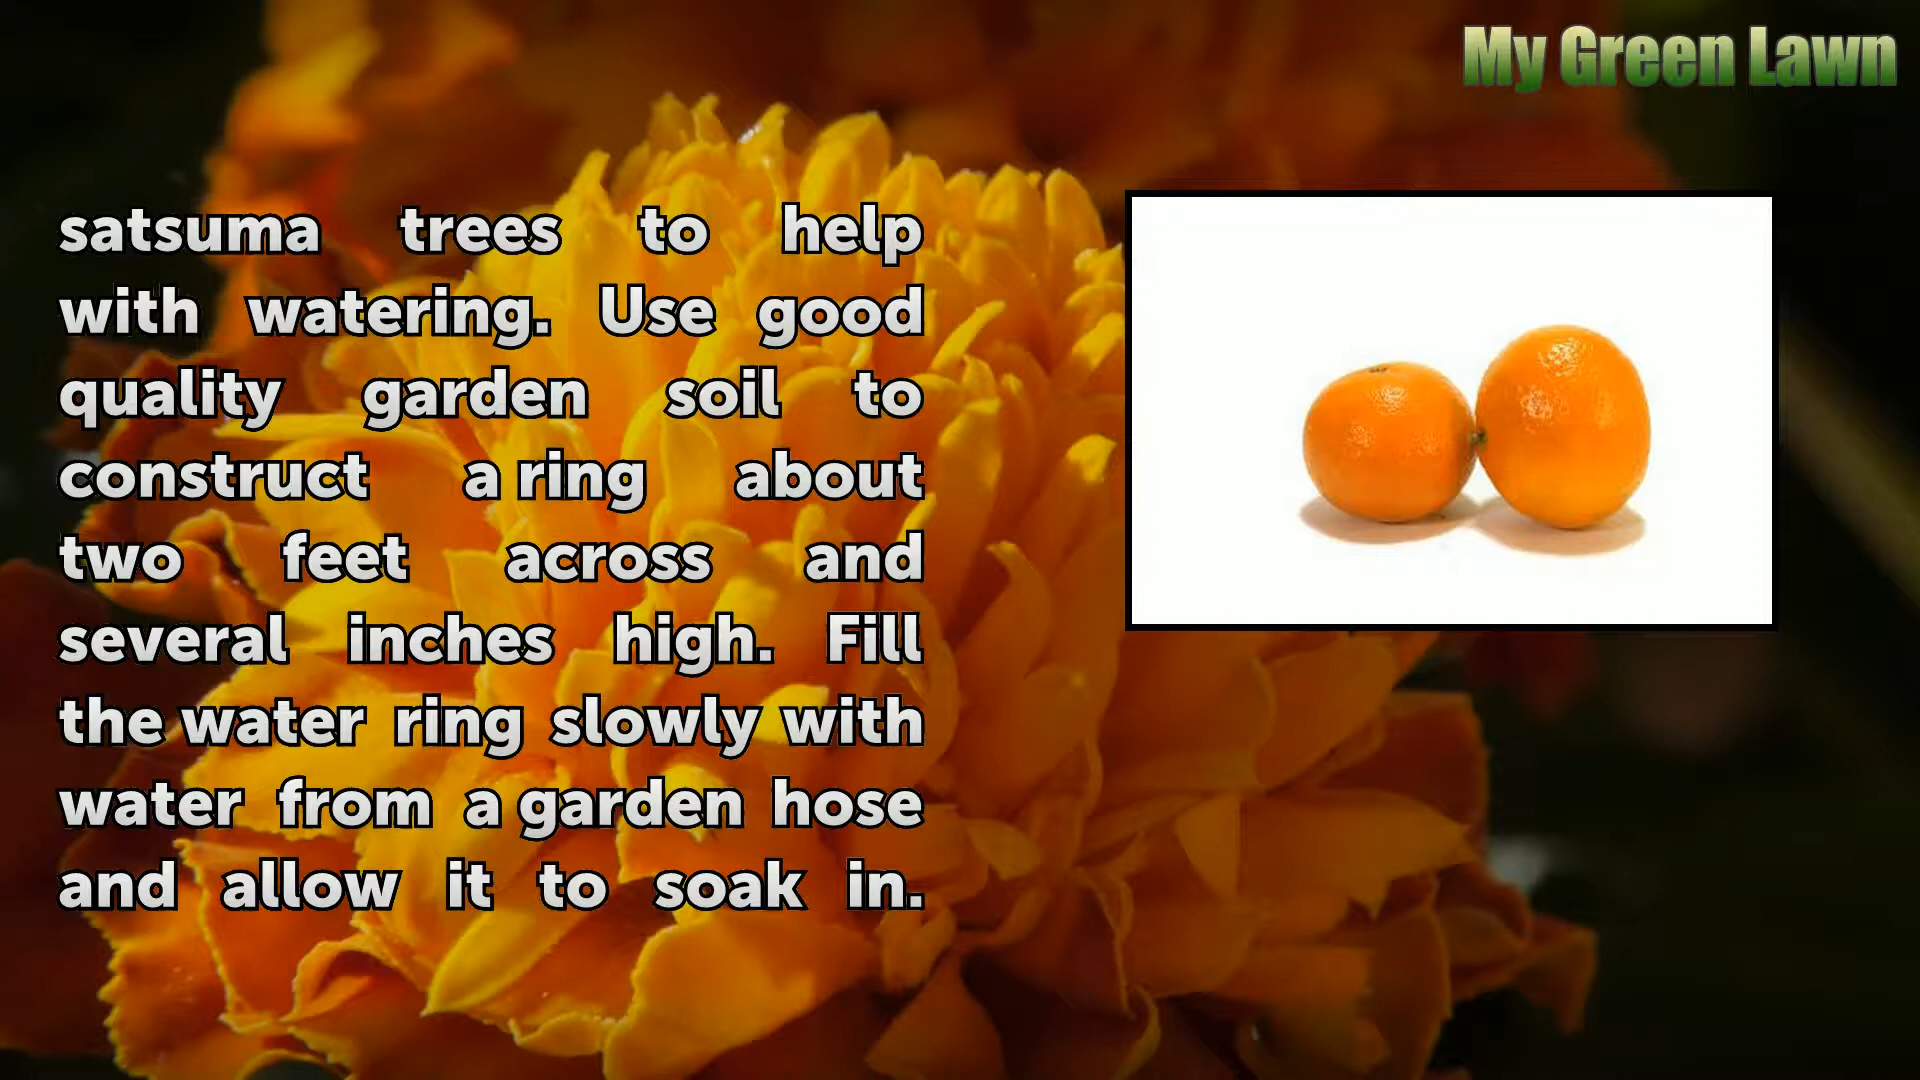 My Green Lawn
satsuma trees to help
with watering. Use good
quality garden soil to
construct a ring about
two feet across and
several inches high. Fill
the water ring slowly with
water from a garden hose
and allow it to soak in.